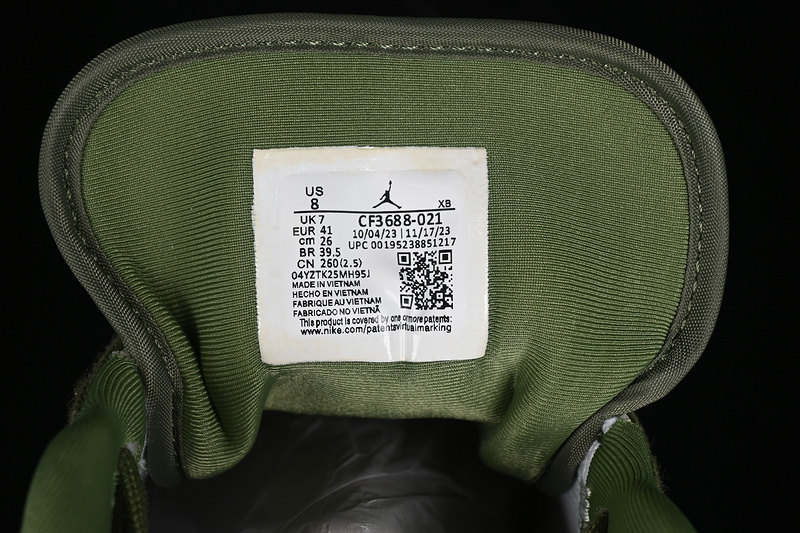 US
8
XB
UK 7
EUR 41
cm 26
BR 39.5
CN 260(2.5)
CF3688-021
10/04/23 | 11/17/23
UPC 00195238851217
04YZTK25MH95J
MADE IN VIETNAM
HECHO EN VIETNAM
FABRIQUE AU VIETNAM
FABRICADO NO VIETNÃ
This product is covered by one or more patents:
www.nike.com/patentsvirtualmarking